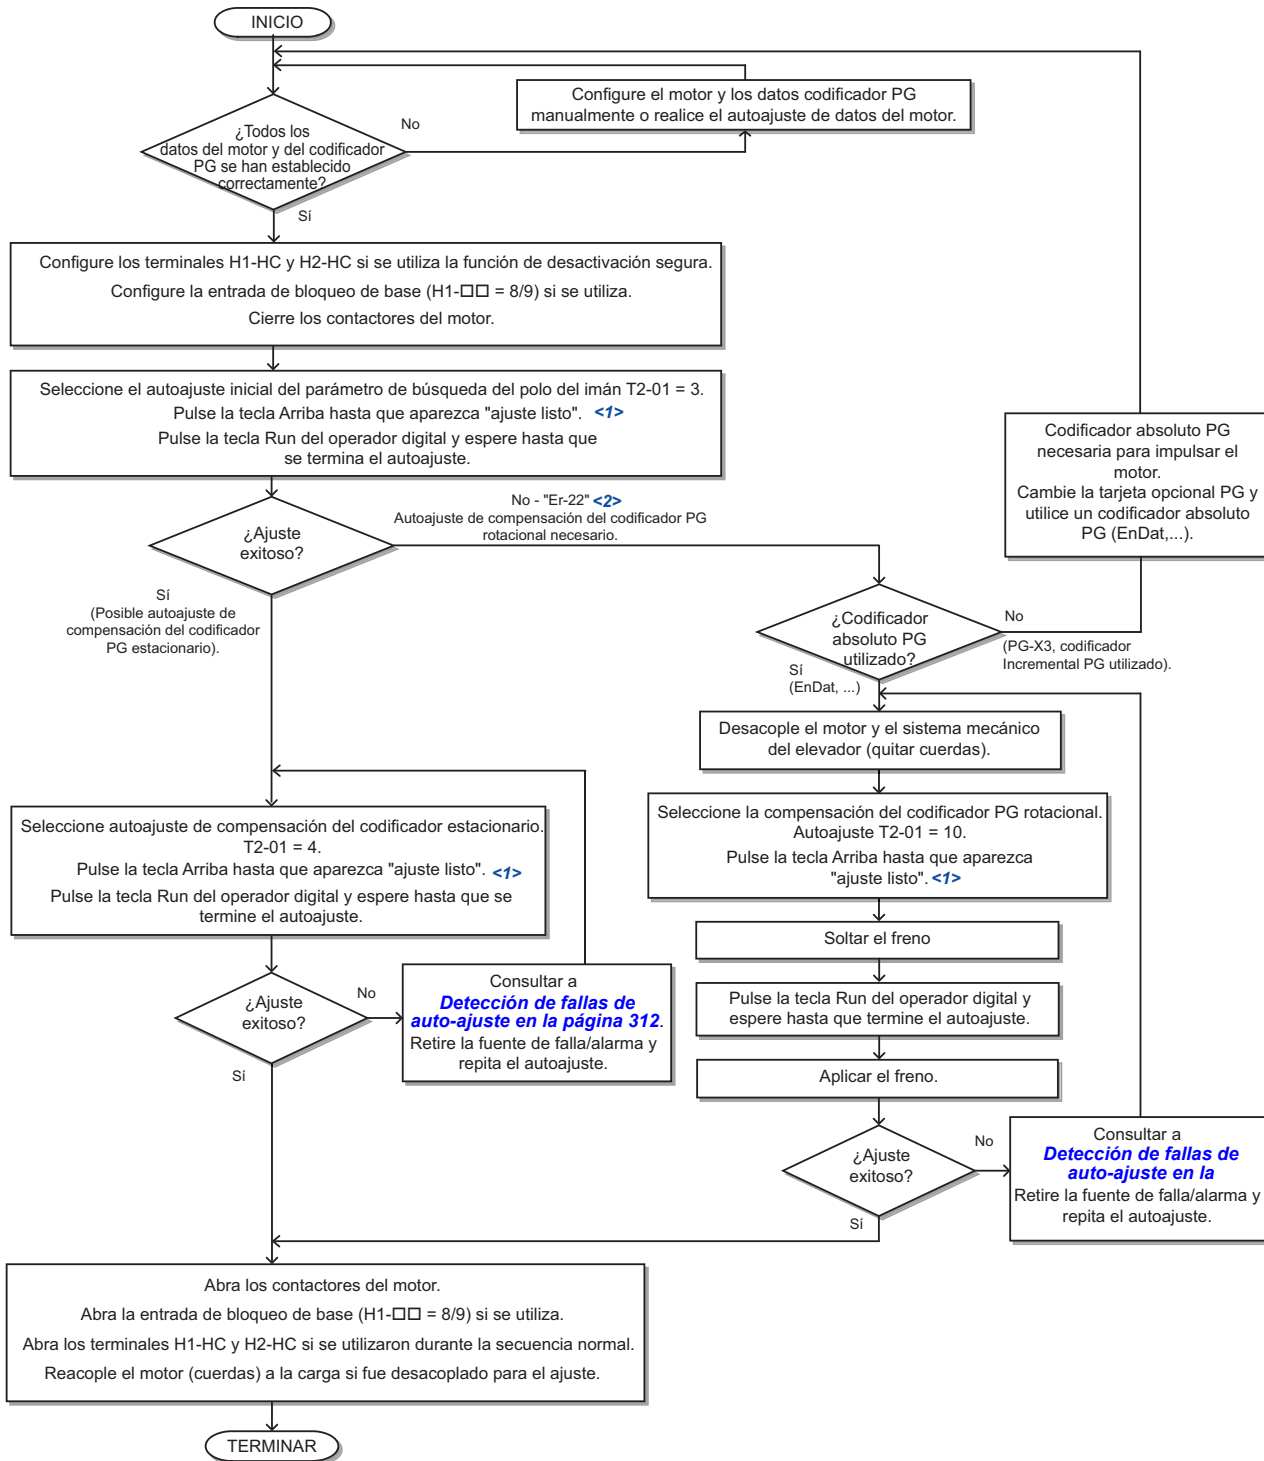 INICIO
Configure el motor y los datos codificador PG
manualmente o realice el autoajuste de datos del motor.
No
¿Todos los
datos del motor y del codificador
PG se han establecido
correctamente?
Sí
Configure los terminales H1-HC y H2-HC si se utiliza la función de desactivación segura.
Configure la entrada de bloqueo de base (H1-□□ = 8/9) si se utiliza.
Cierre los contactores del motor.
Seleccione el autoajuste inicial del parámetro de búsqueda del polo del imán T2-01 = 3.
Pulse la tecla Arriba hasta que aparezca "ajuste listo". <1>
Pulse la tecla Run del operador digital y espere hasta que
se termina el autoajuste.
Codificador absoluto PG
necesaria para impulsar el
motor.
Cambie la tarjeta opcional PG y
utilice un codificador absoluto
PG (EnDat,...).
No - "Er-22" <2>
Autoajuste de compensación del codificador PG
rotacional necesario.
¿Ajuste
exitoso?
Sí
(Posible autoajuste de
compensación del codificador
PG estacionario).
¿Codificador
absoluto PG
utilizado?
No
(PG-X3, codificador
Incremental PG utilizado).
Sí
(EnDat, ...)
Desacople el motor y el sistema mecánico
del elevador (quitar cuerdas).
Seleccione autoajuste de compensación del codificador estacionario.
T2-01 = 4.
Pulse la tecla Arriba hasta que aparezca "ajuste listo". <1>
Pulse la tecla Run del operador digital y espere hasta que se
termine el autoajuste.
Seleccione la compensación del codificador PG rotacional.
Autoajuste T2-01 = 10.
Pulse la tecla Arriba hasta que aparezca
"ajuste listo". <1>
Soltar el freno
¿Ajuste
exitoso?
No
Sí
Consultar a
Detección de fallas de
auto-ajuste en la página 312.
Retire la fuente de falla/alarma y
repita el autoajuste.
Pulse la tecla Run del operador digital y
espere hasta que termine el autoajuste.
Aplicar el freno.
¿Ajuste
exitoso?
No
Sí
Consultar a
Detección de fallas de
auto-ajuste en la
Retire la fuente de falla/alarma y
repita el autoajuste.
Abra los contactores del motor.
Abra la entrada de bloqueo de base (H1-□□ = 8/9) si se utiliza.
Abra los terminales H1-HC y H2-HC si se utilizaron durante la secuencia normal.
Reacople el motor (cuerdas) a la carga si fue desacoplado para el ajuste.
TERMINAR